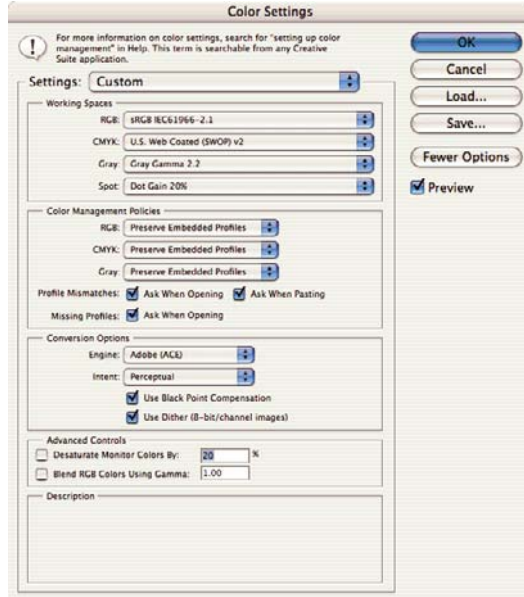 Color Settings
For more information on color settings, search for "setting up color
management" in Help. This term is searchable from any Creative
Suite application.
OK
Cancel
Load...
Save...
Fewer Options
Preview
Settings: Custom
Working Spaces
RGB: sRGB IEC61966-2.1
CMYK: U.S. Web Coated (SWOP) v2
Gray: Gray Gamma 2.2
Spot: Dot Gain 20%
Color Management Policies
RGB: Preserve Embedded Profiles
CMYK: Preserve Embedded Profiles
Gray: Preserve Embedded Profiles
Profile Mismatches: Ask When Opening Ask When Pasting
Missing Profiles: Ask When Opening
Conversion Options
Engine: Adobe (ACE)
Intent: Perceptual
Use Black Point Compensation
Use Dither (8-bit/channel images)
Advanced Controls
Desaturate Monitor Colors By: 20 %
Blend RGB Colors Using Gamma: 1.00
Description